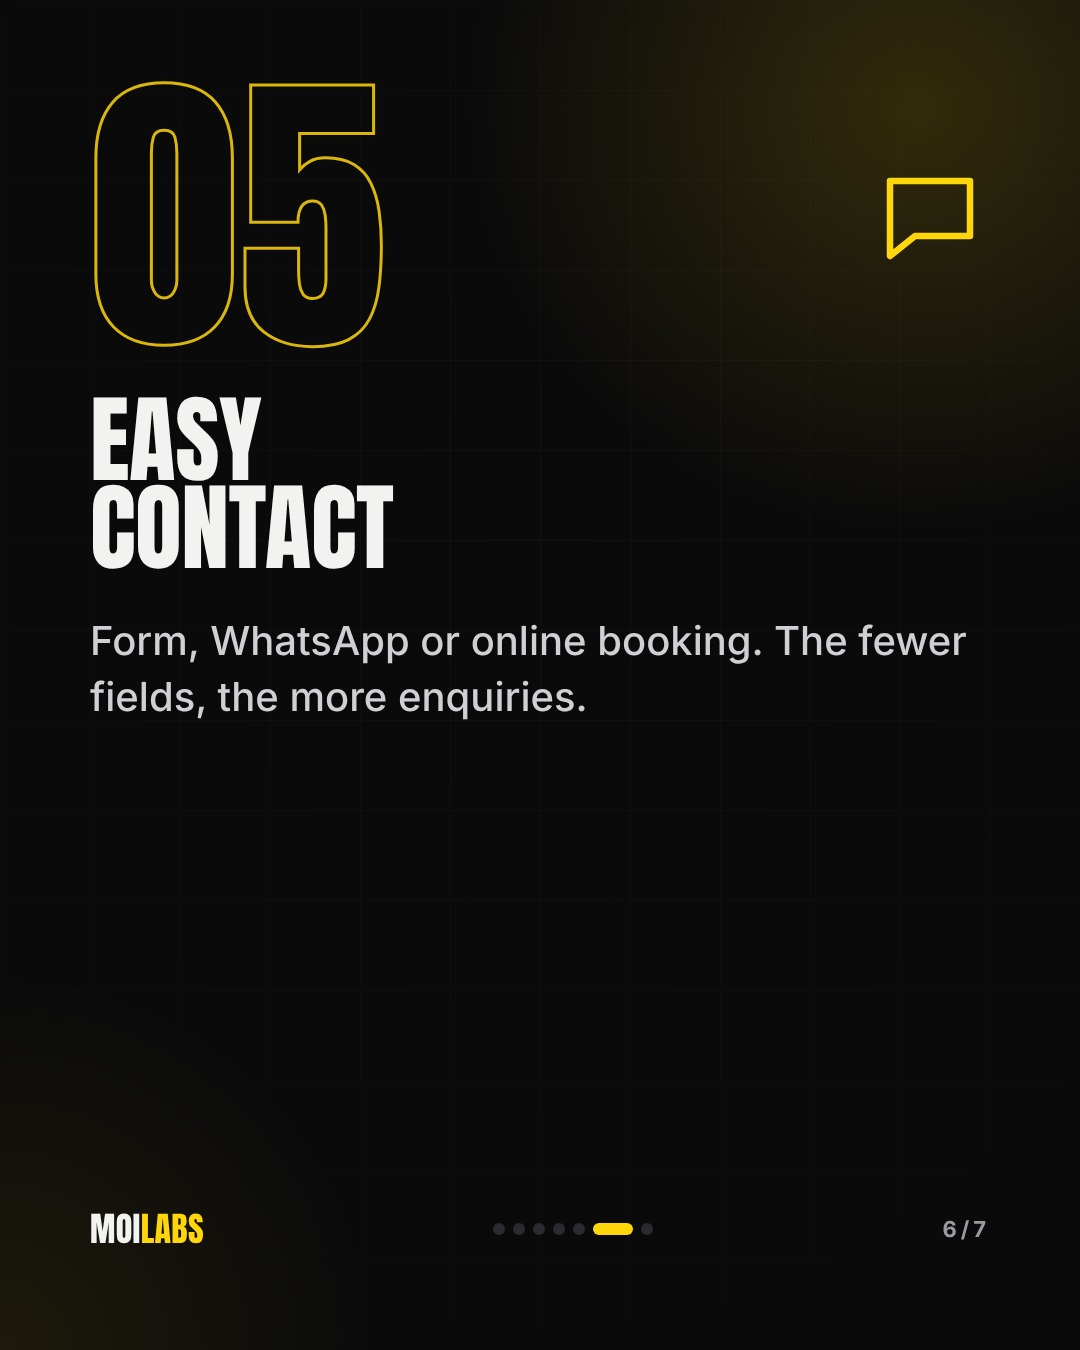 05
EASY
CONTACT
Form, WhatsApp or online booking. The fewer
fields, the more enquiries.
MOILABS
6/7